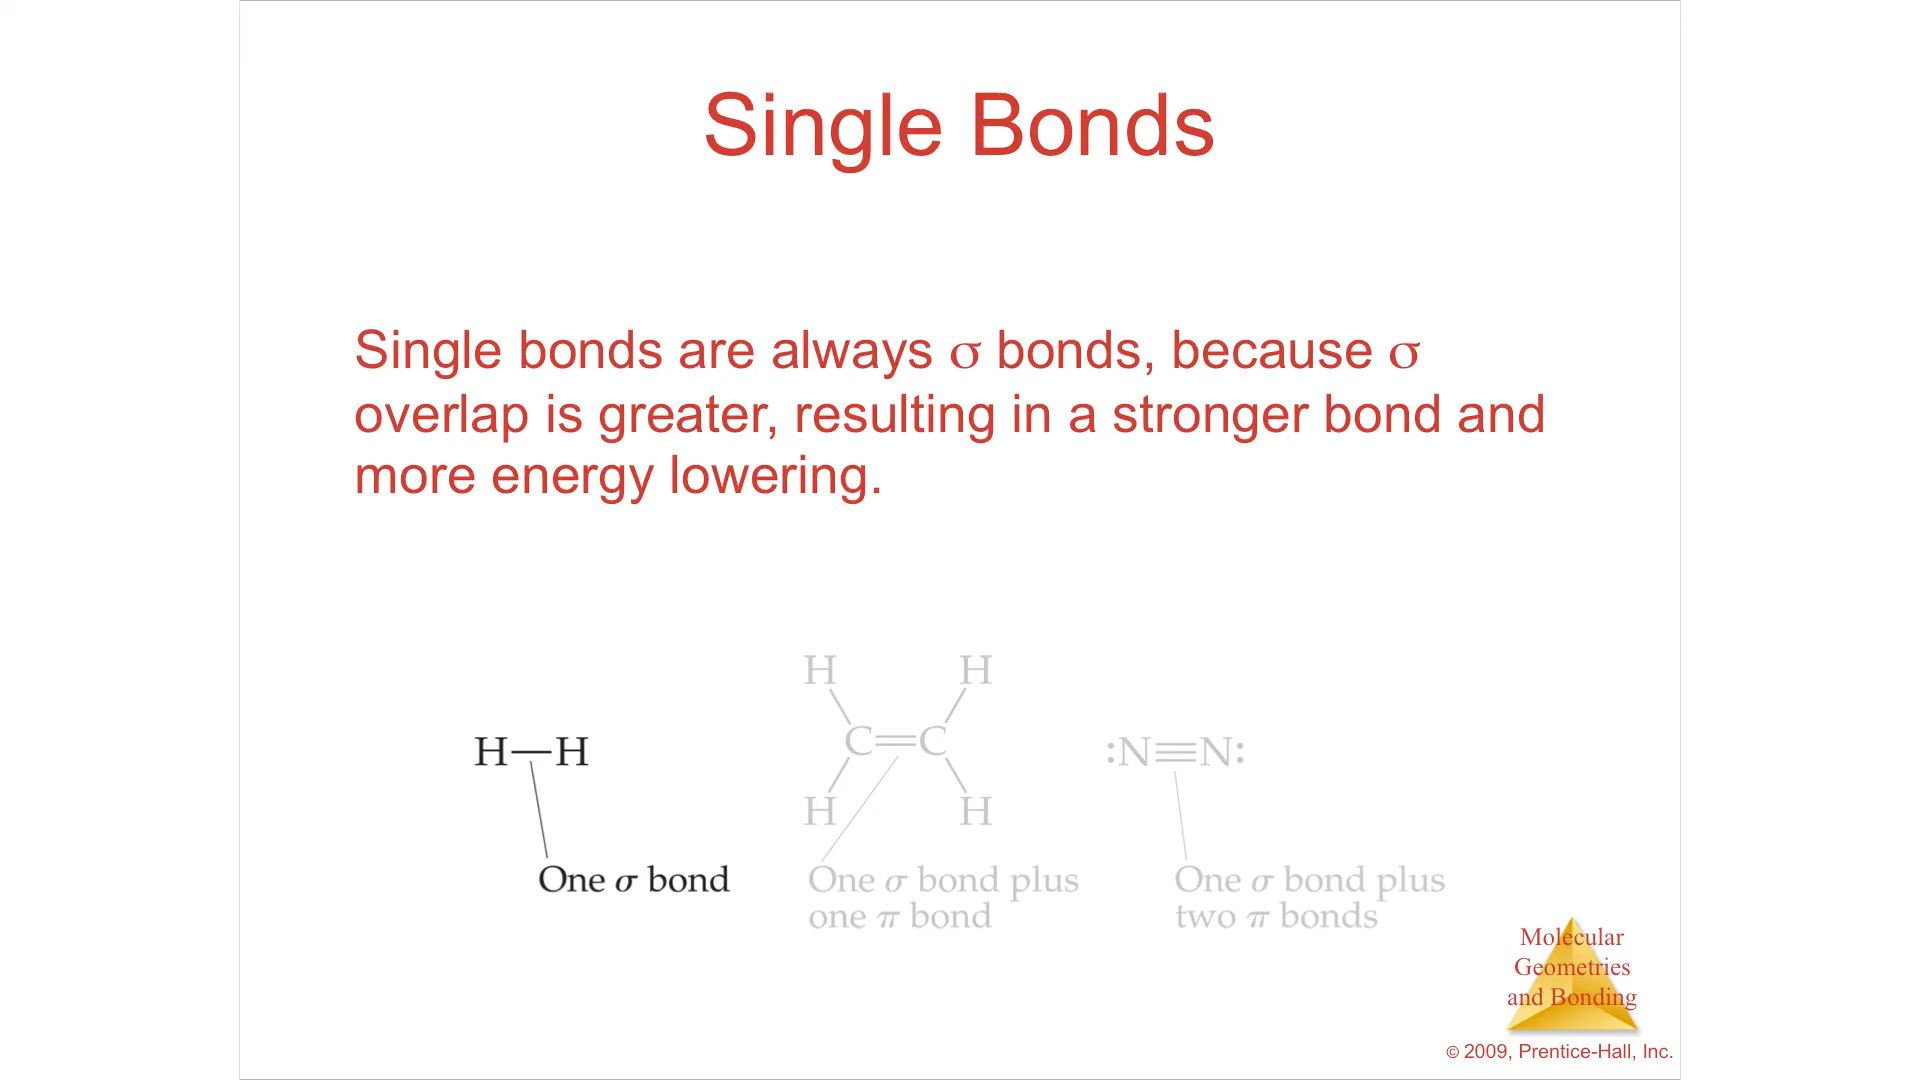 Single Bonds
Single bonds are always σ bonds, because σ
overlap is greater, resulting in a stronger bond and
more energy lowering.
H—H
One σ bond
H H
C=C
H H
One σ bond plus
one π bond
:N≡N:
One σ bond plus
two π bonds
Molecular
Geometries
and Bonding
© 2009, Prentice-Hall, Inc.